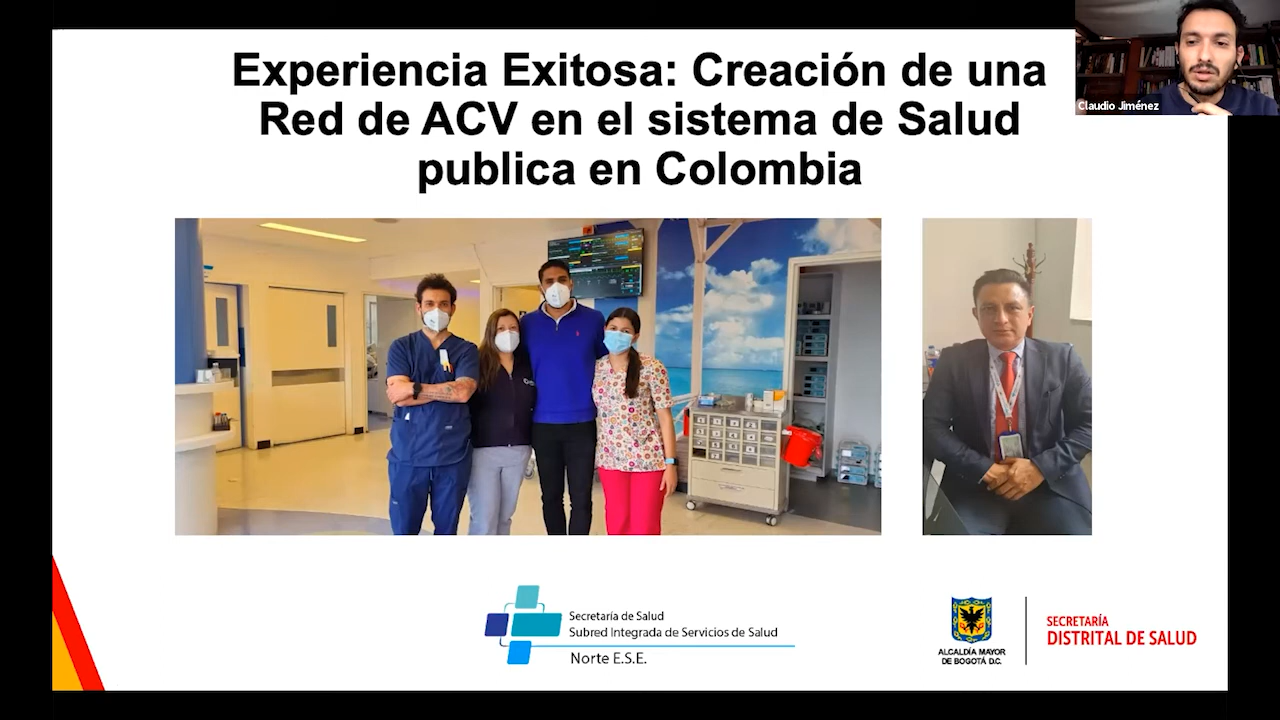 Experiencia Exitosa: Creación de una
Red de ACV en el sistema de Salud
publica en Colombia
Claudio Jiménez
Secretaría de Salud
Subred Integrada de Servicios de Salud
Norte E.S.E.
ALCALDÍA MAYOR
DE BOGOTÁ D.C.
SECRETARÍA
DISTRITAL DE SALUD